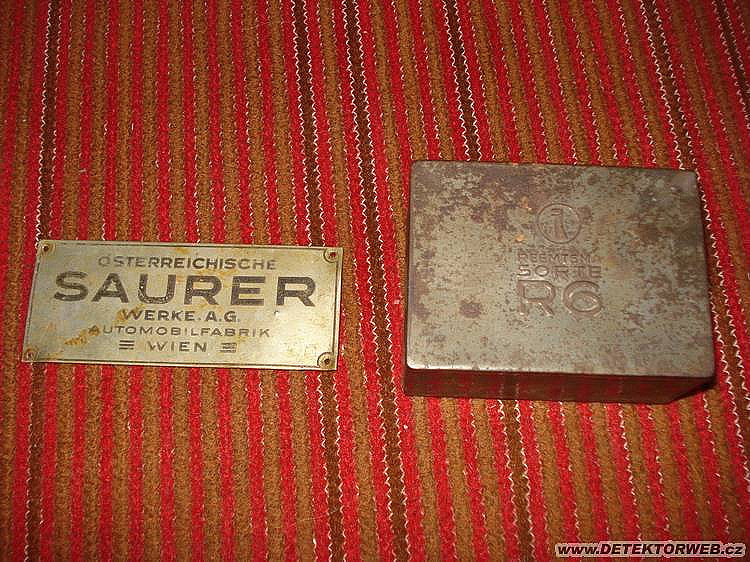 ÖSTERREICHISCHE
SAURER
WERKE.A.G.
AUTOMOBILFABRIK
WIEN
REEMTSMA
SORTE
R6
www.DETEKTORWEB.cz